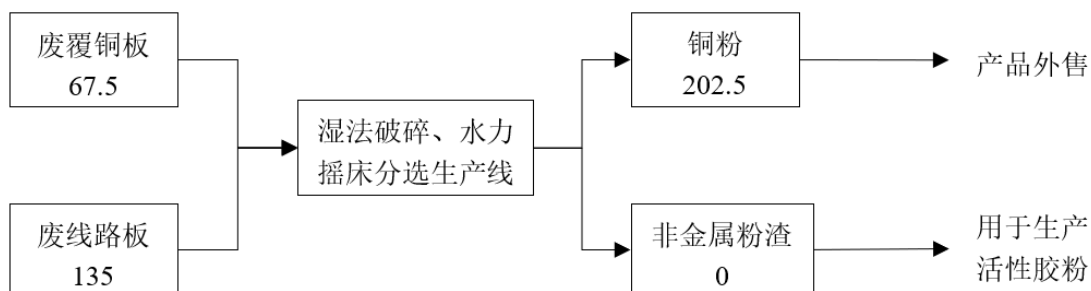 废覆铜板
67.5
废线路板
135
湿法破碎、水力
摇床分选生产线
铜粉
202.5
产品外售
非金属粉渣
0
用于生产
活性胶粉